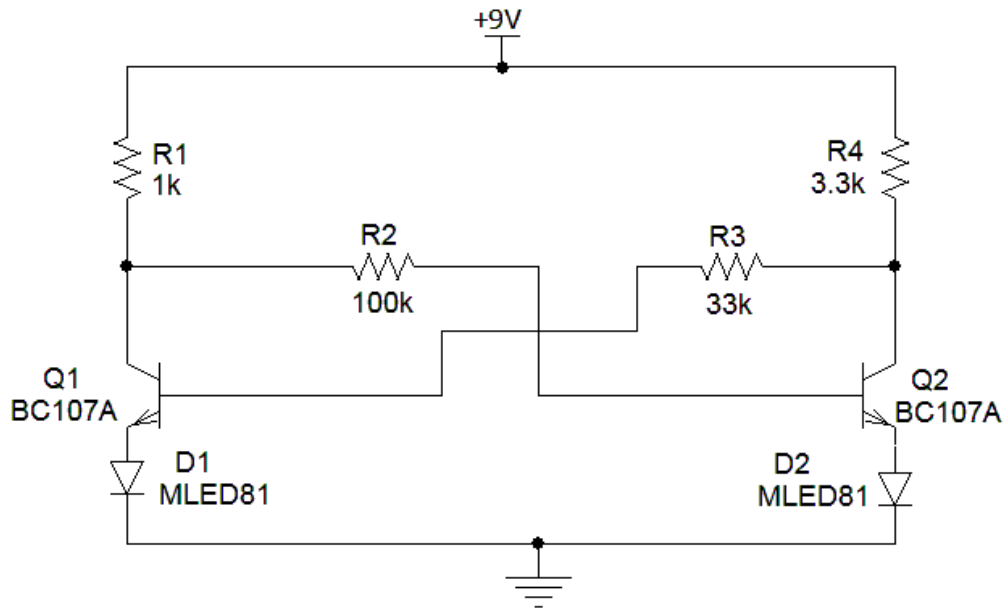 +9V
R1
1k
R4
3.3k
R2
100k
R3
33k
Q1
BC107A
Q2
BC107A
D1
MLED81
D2
MLED81